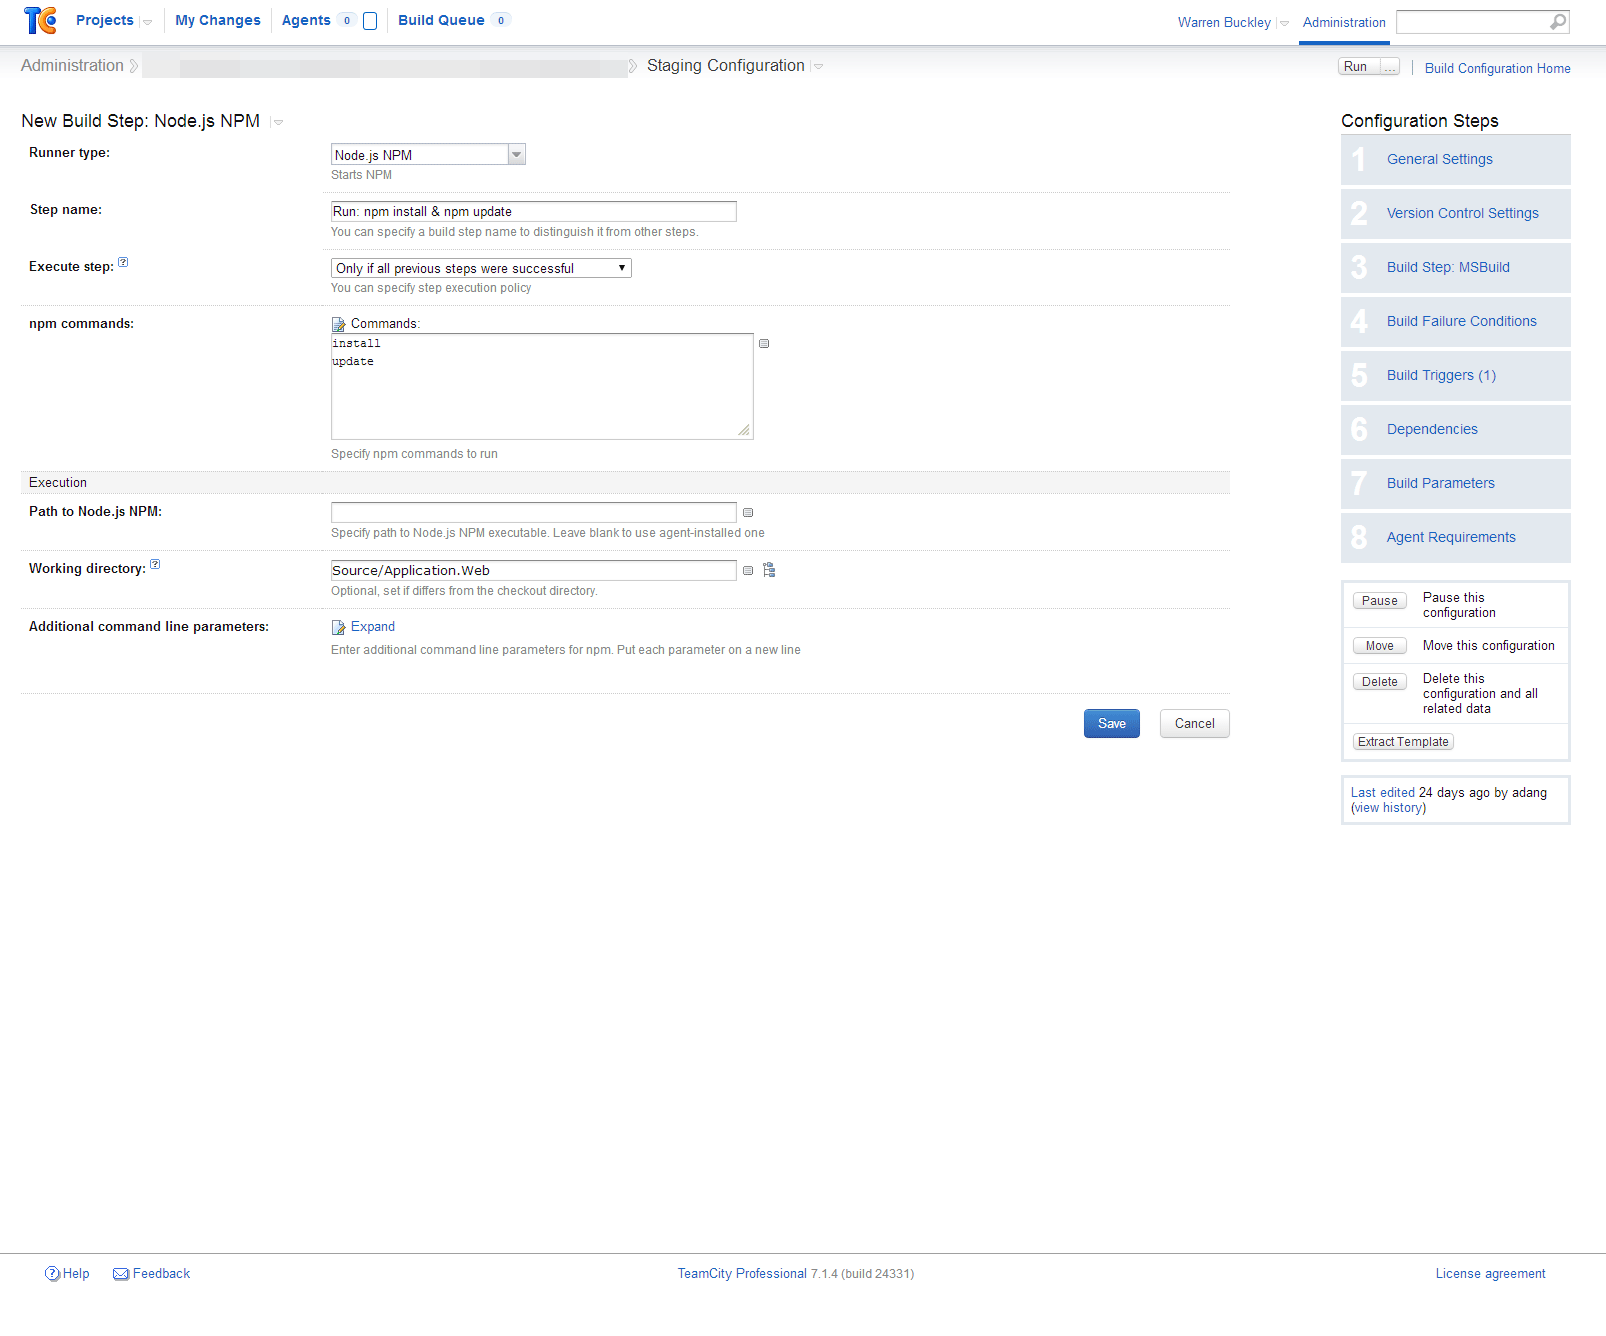 TC Projects My Changes Agents 0 Build Queue 0 Warren Buckley Administration
Administration Staging Configuration Run ... Build Configuration Home
New Build Step: Node.js NPM
Runner type: Node.js NPM
Starts NPM
Step name: Run: npm install & npm update
You can specify a build step name to distinguish it from other steps.
Execute step: ? Only if all previous steps were successful
You can specify step execution policy
npm commands: Commands:
install
update
Specify npm commands to run
Execution
Path to Node.js NPM:
Specify path to Node.js NPM executable. Leave blank to use agent-installed one
Working directory: ? Source/Application.Web
Optional, set if differs from the checkout directory.
Additional command line parameters: Expand
Enter additional command line parameters for npm. Put each parameter on a new line
Save Cancel
Configuration Steps
1 General Settings
2 Version Control Settings
3 Build Step: MSBuild
4 Build Failure Conditions
5 Build Triggers (1)
6 Dependencies
7 Build Parameters
8 Agent Requirements
Pause Pause this
configuration
Move Move this configuration
Delete Delete this
configuration and all
related data
Extract Template
Last edited 24 days ago by adang
(view history)
? Help Feedback TeamCity Professional 7.1.4 (build 24331) License agreement